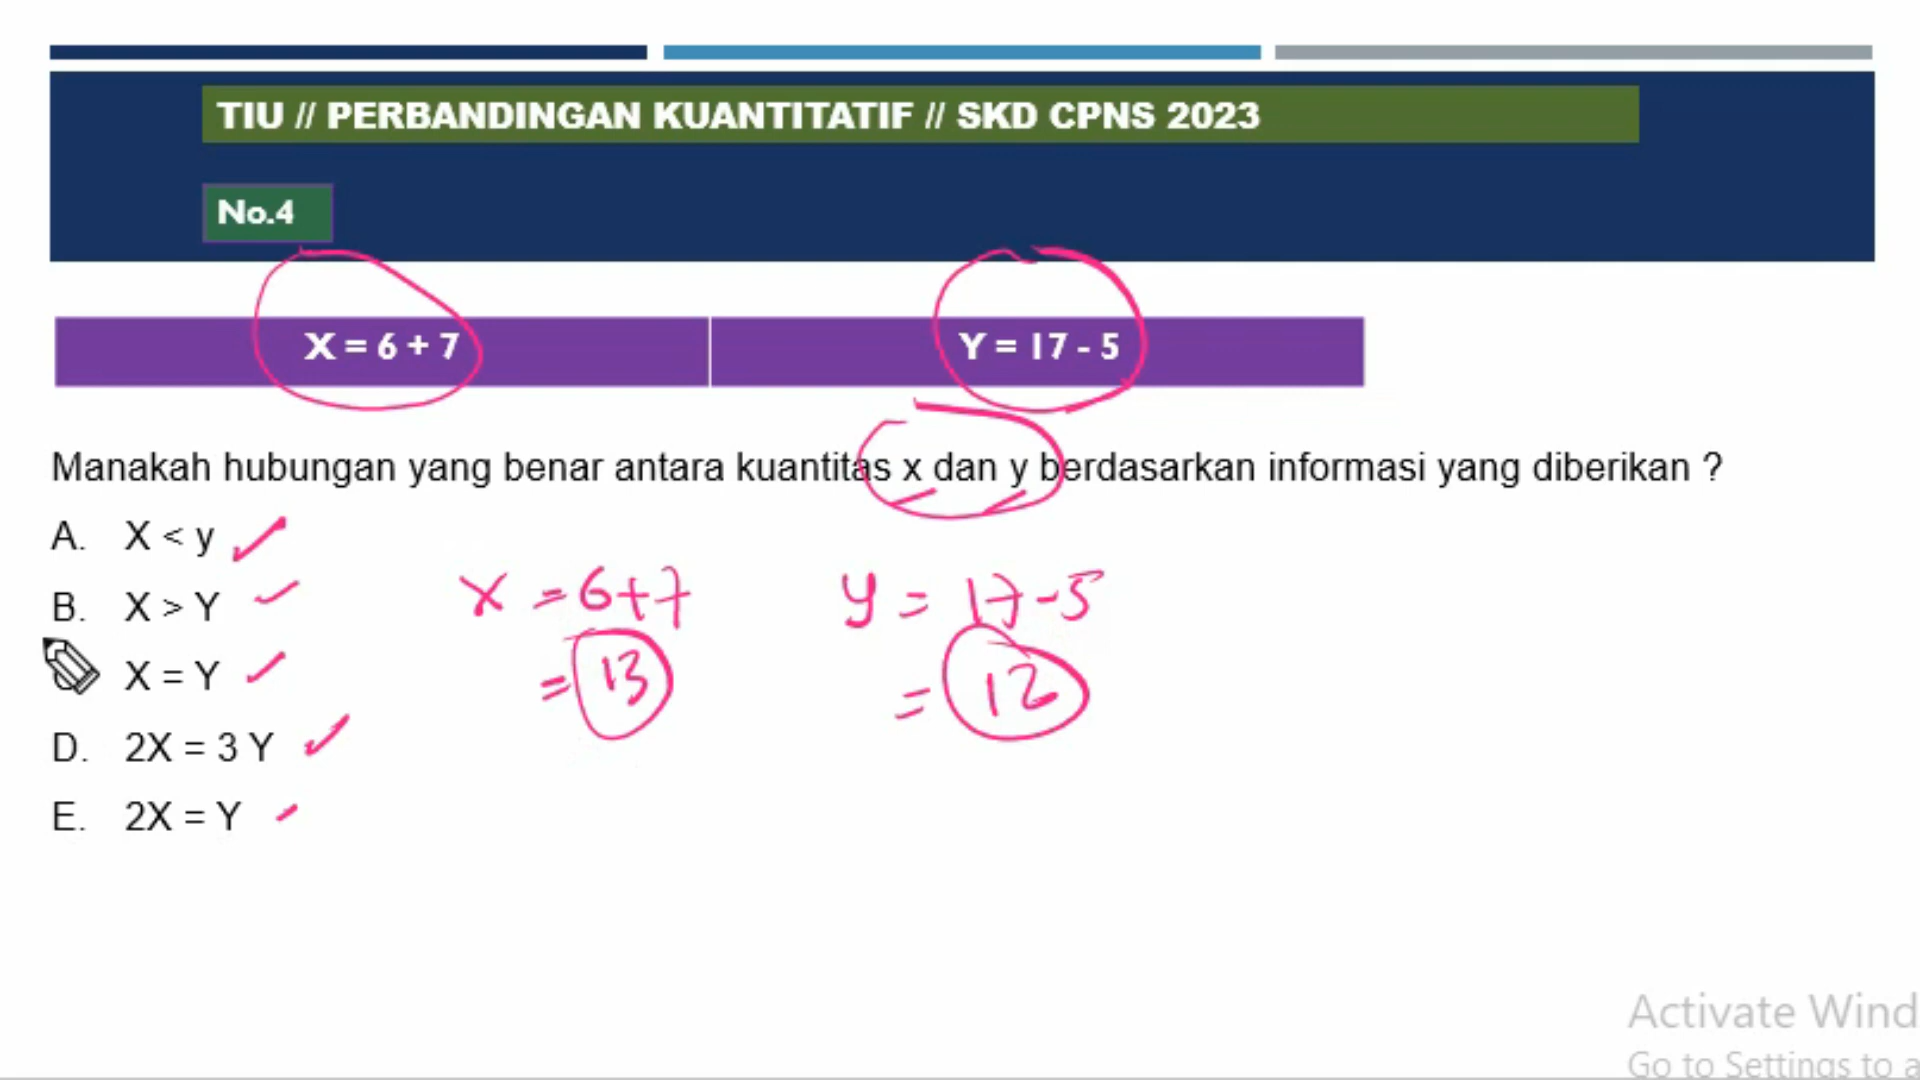 TIU // PERBANDINGAN KUANTITATIF // SKD CPNS 2023
No.4
X = 6 + 7
Y = 17 - 5
Manakah hubungan yang benar antara kuantitas x dan y berdasarkan informasi yang diberikan ?
A. X < y
B. X > Y
X = Y
D. 2X = 3 Y
E. 2X = Y
x = 6+7
= 13
y = 17-5
= 12
Activate Wind
Go to Settings to a